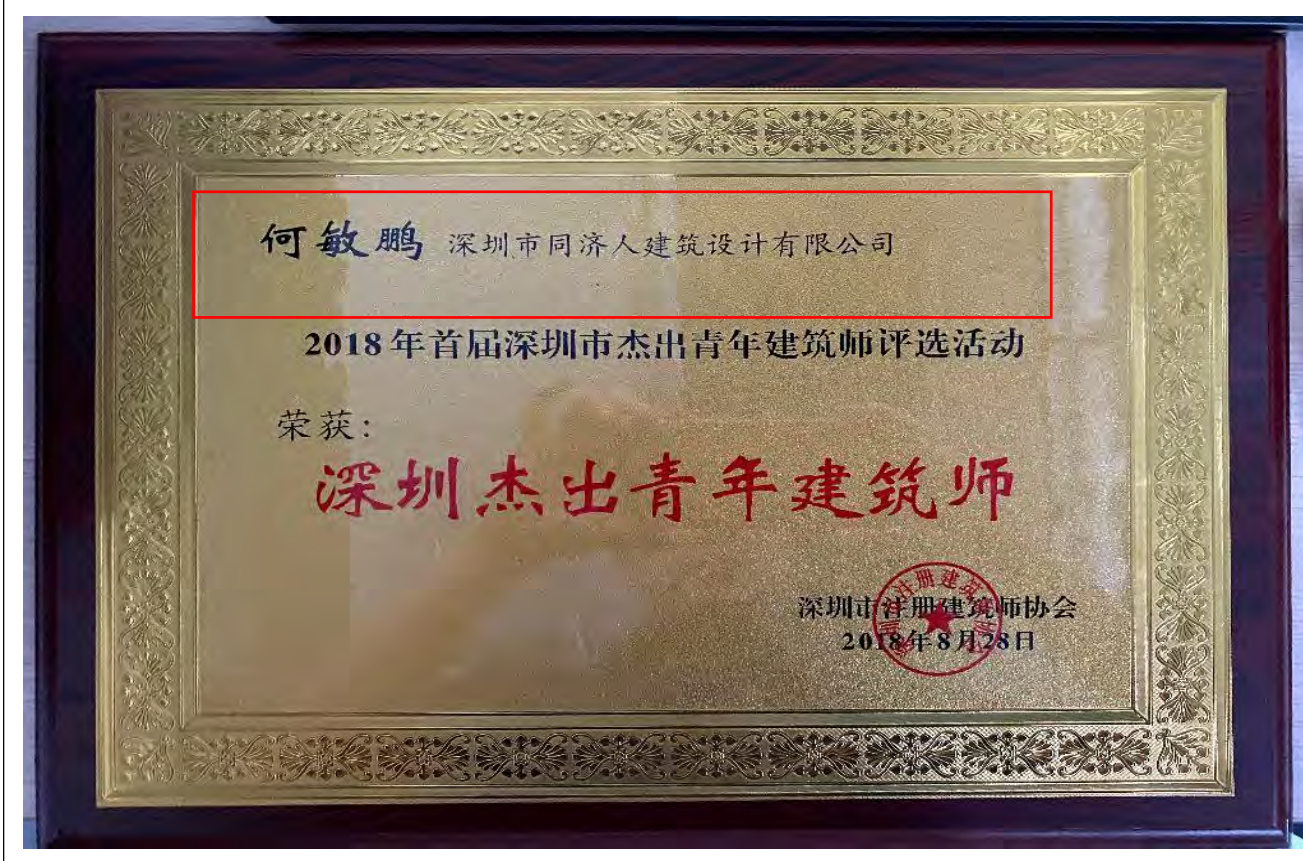 何敏鹏 深圳市同济人建筑设计有限公司
2018年首届深圳市杰出青年建筑师评选活动
荣获：
深圳杰出青年建筑师
深圳市注册建筑师协会
2018年8月28日